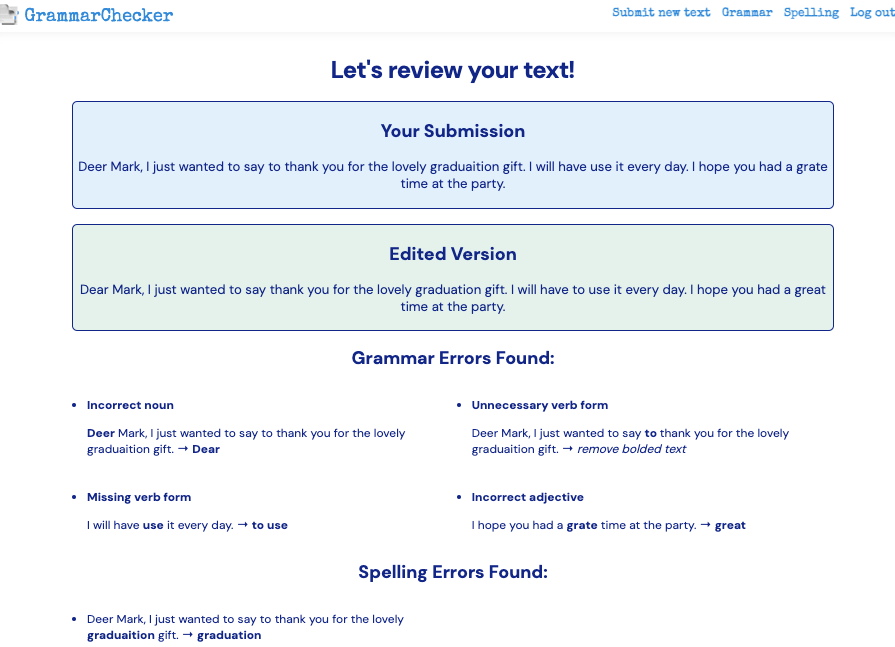 GrammarChecker
Submit new text Grammar Spelling Log out
Let's review your text!
Your Submission
Deer Mark, I just wanted to say to thank you for the lovely graduaition gift. I will have use it every day. I hope you had a grate
time at the party.
Edited Version
Dear Mark, I just wanted to say thank you for the lovely graduation gift. I will have to use it every day. I hope you had a great
time at the party.
Grammar Errors Found:
• Incorrect noun
Deer Mark, I just wanted to say to thank you for the lovely
graduaition gift. → Dear
• Unnecessary verb form
Deer Mark, I just wanted to say to thank you for the lovely
graduaition gift. → remove bolded text
• Missing verb form
I will have use it every day. → to use
• Incorrect adjective
I hope you had a grate time at the party. → great
Spelling Errors Found:
• Deer Mark, I just wanted to say to thank you for the lovely
graduaition gift. → graduation